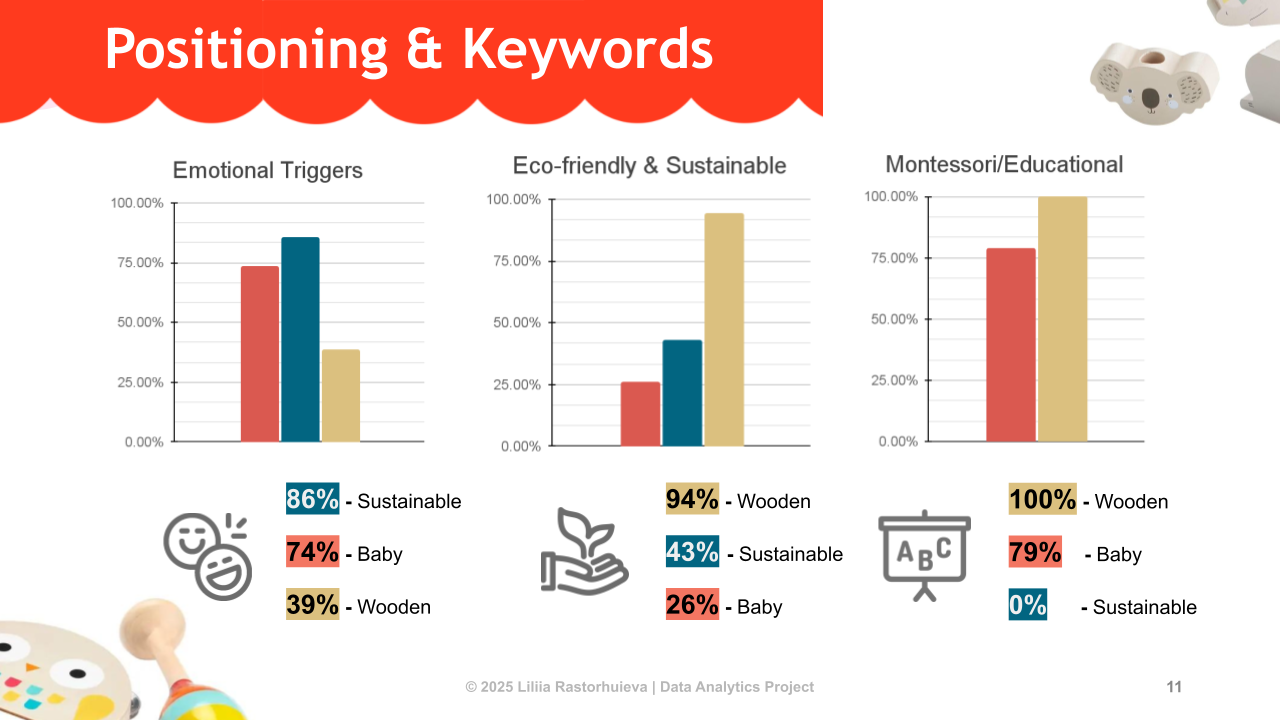 Positioning & Keywords
Emotional Triggers
100.00%
75.00%
50.00%
25.00%
0.00%
86% - Sustainable
74% - Baby
39% - Wooden
Eco-friendly & Sustainable
100.00%
75.00%
50.00%
25.00%
0.00%
94% - Wooden
43% - Sustainable
26% - Baby
Montessori/Educational
100.00%
75.00%
50.00%
25.00%
0.00%
A B C
100% - Wooden
79% - Baby
0% - Sustainable
© 2025 Liliia Rastorhuieva | Data Analytics Project
11